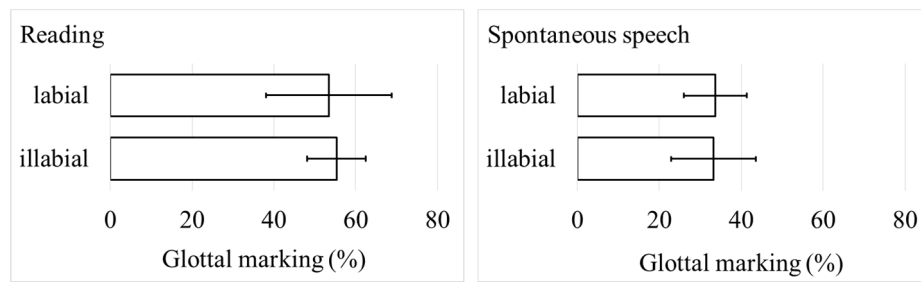 Reading
labial
illabial
0 20 40 60 80
Glottal marking (%)
Spontaneous speech
labial
illabial
0 20 40 60 80
Glottal marking (%)